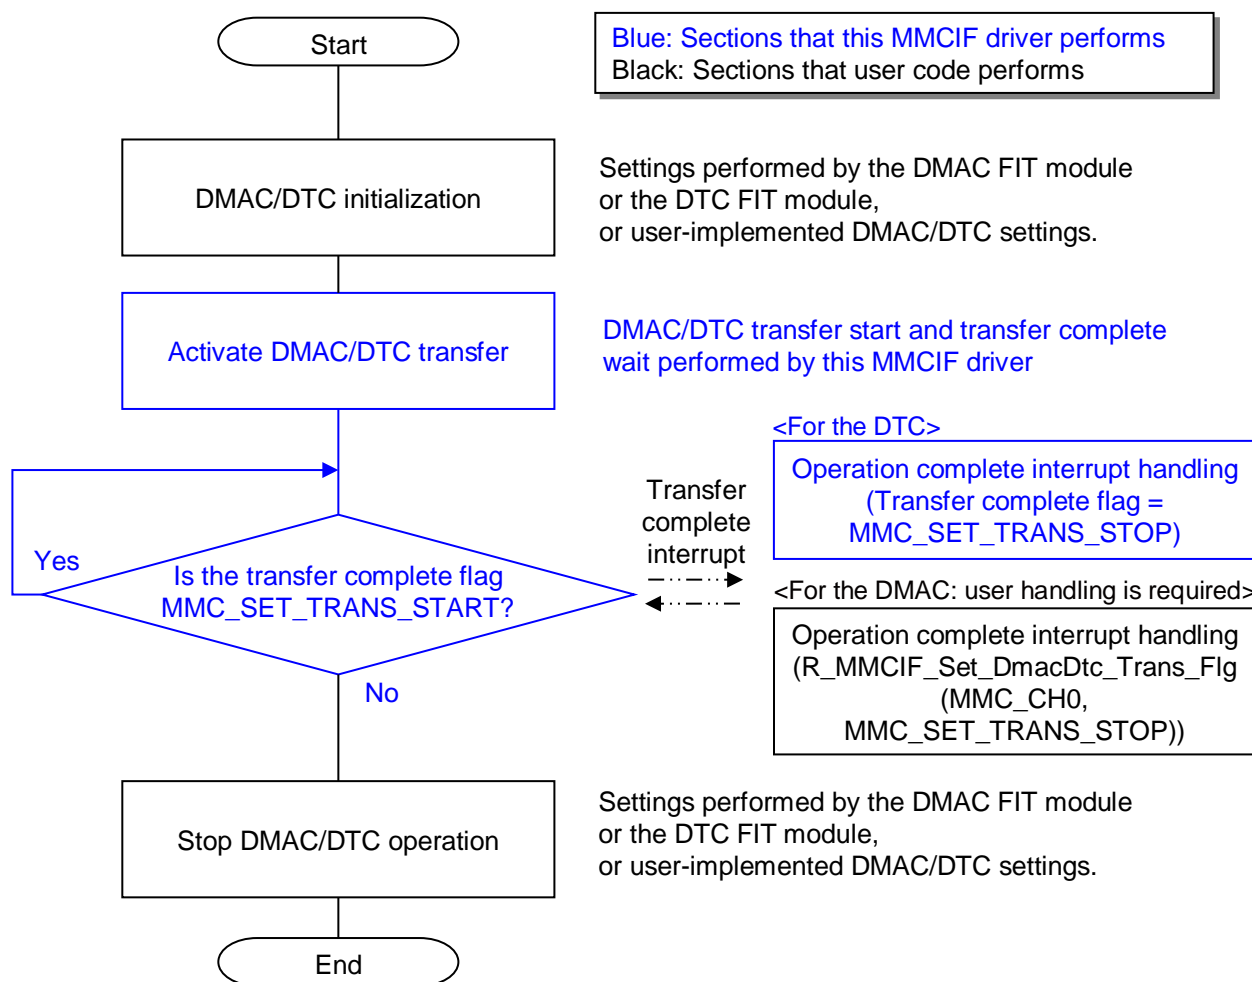 Start
Blue: Sections that this MMCIF driver performs
Black: Sections that user code performs
DMAC/DTC initialization
Settings performed by the DMAC FIT module
or the DTC FIT module,
or user-implemented DMAC/DTC settings.
Activate DMAC/DTC transfer
DMAC/DTC transfer start and transfer complete
wait performed by this MMCIF driver
Yes
Is the transfer complete flag
MMC_SET_TRANS_START?
No
Transfer
complete
interrupt
<For the DTC>
Operation complete interrupt handling
(Transfer complete flag =
MMC_SET_TRANS_STOP)
<For the DMAC: user handling is required>
Operation complete interrupt handling
(R_MMCIF_Set_DmacDtc_Trans_Flg
(MMC_CH0,
MMC_SET_TRANS_STOP))
Stop DMAC/DTC operation
Settings performed by the DMAC FIT module
or the DTC FIT module,
or user-implemented DMAC/DTC settings.
End